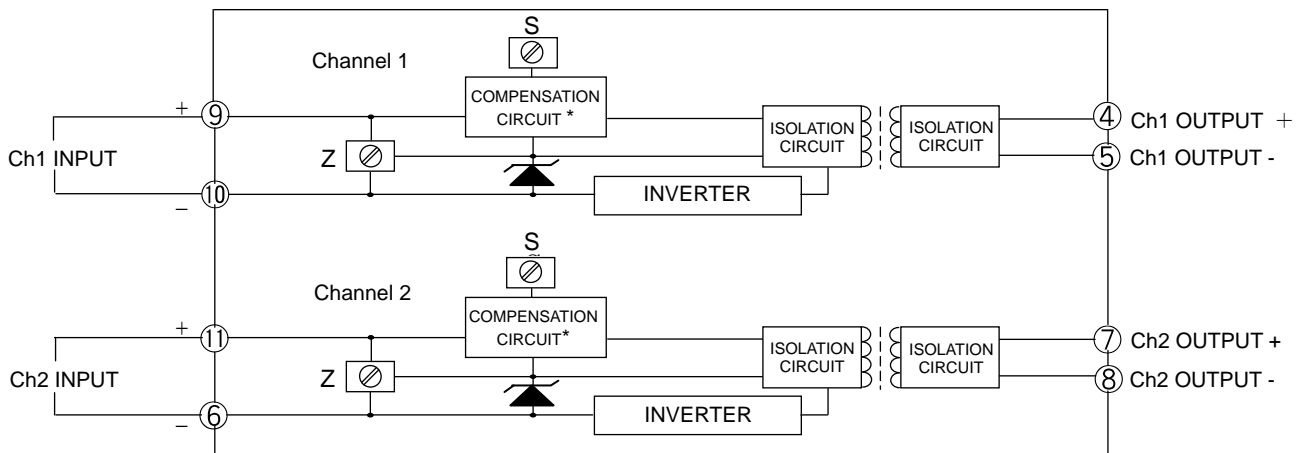 S
Channel 1
COMPENSATION
CIRCUIT *
+
9
ISOLATION
CIRCUIT
ISOLATION
CIRCUIT
4
Ch1 OUTPUT +
Ch1 INPUT
Z
5
Ch1 OUTPUT -
10
−
INVERTER
S
~
Channel 2
COMPENSATION
CIRCUIT*
+
11
ISOLATION
CIRCUIT
ISOLATION
CIRCUIT
7
Ch2 OUTPUT +
Ch2 INPUT
Z
8
Ch2 OUTPUT -
6
−
INVERTER